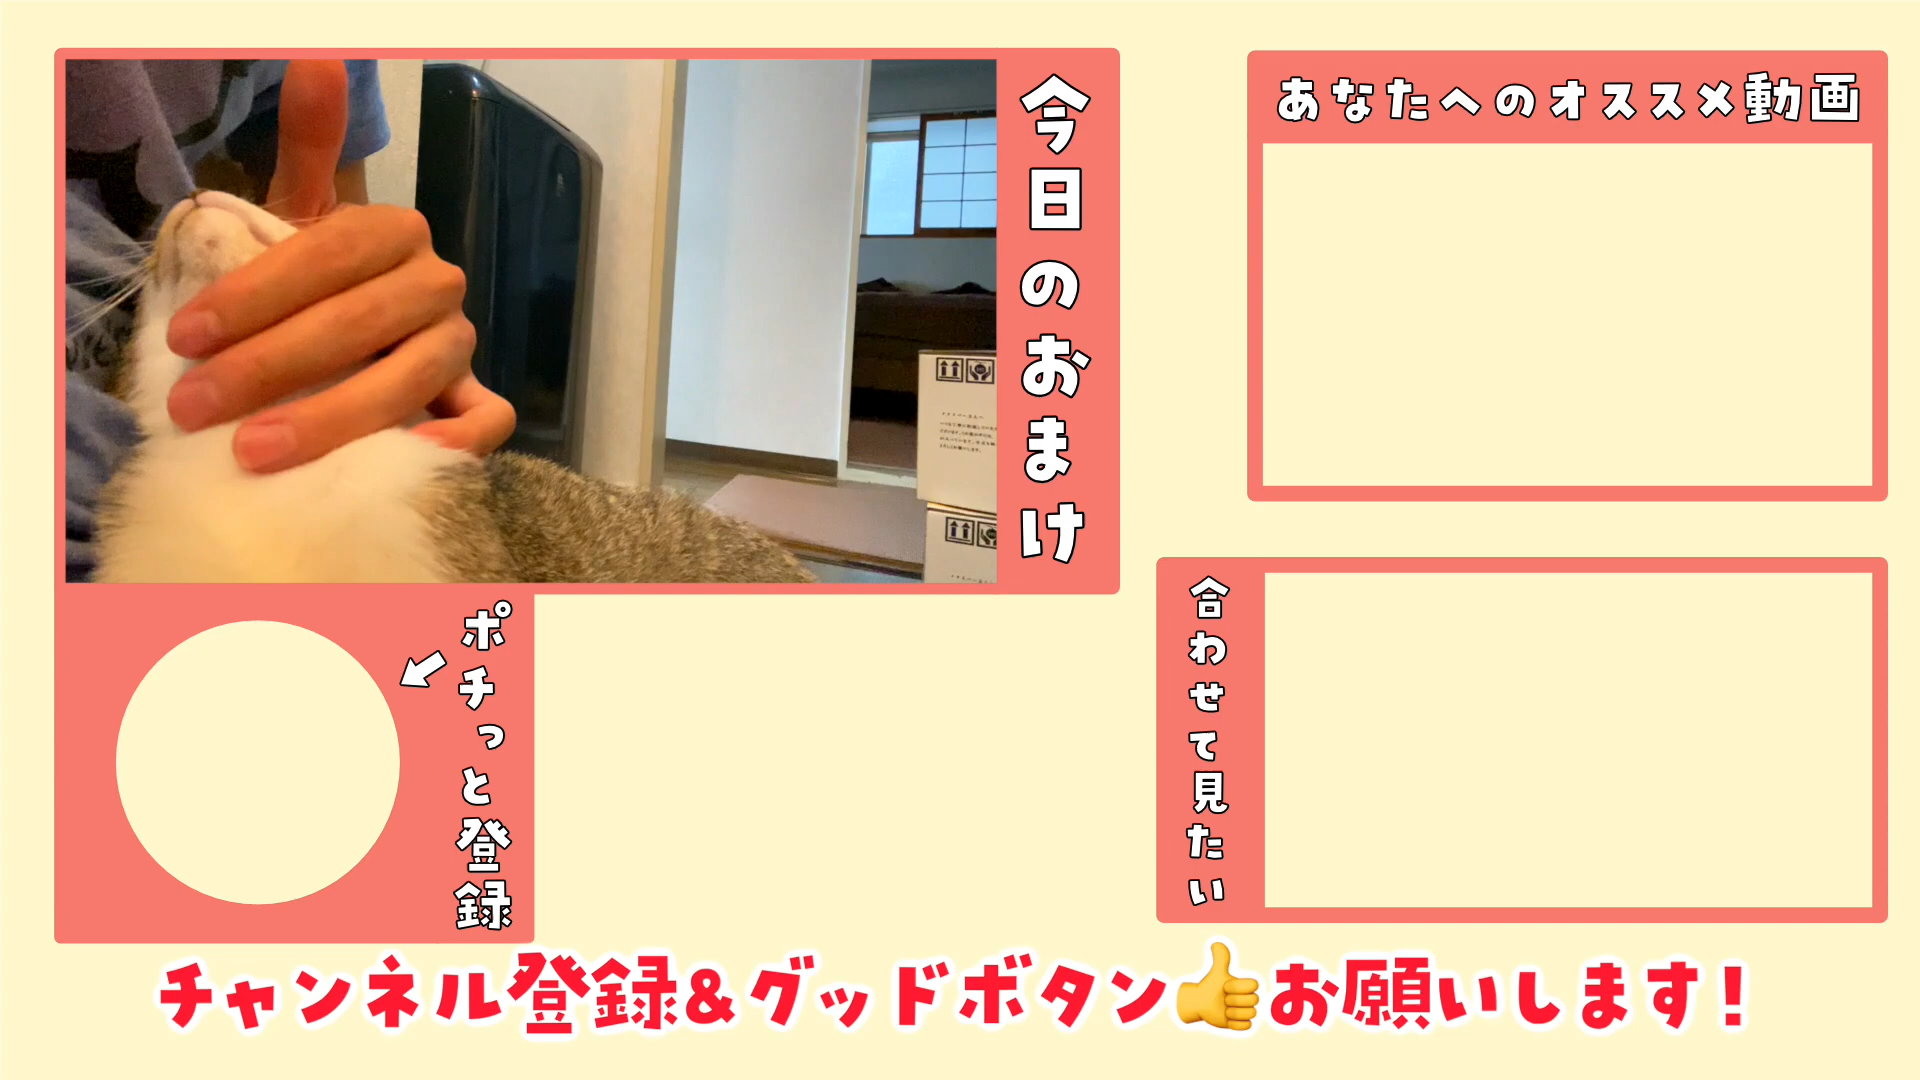 今日のおまけ
あなたへのオススメ動画
ポチっと登録
合わせて見たい
チャンネル登録&グッドボタン👍お願いします!